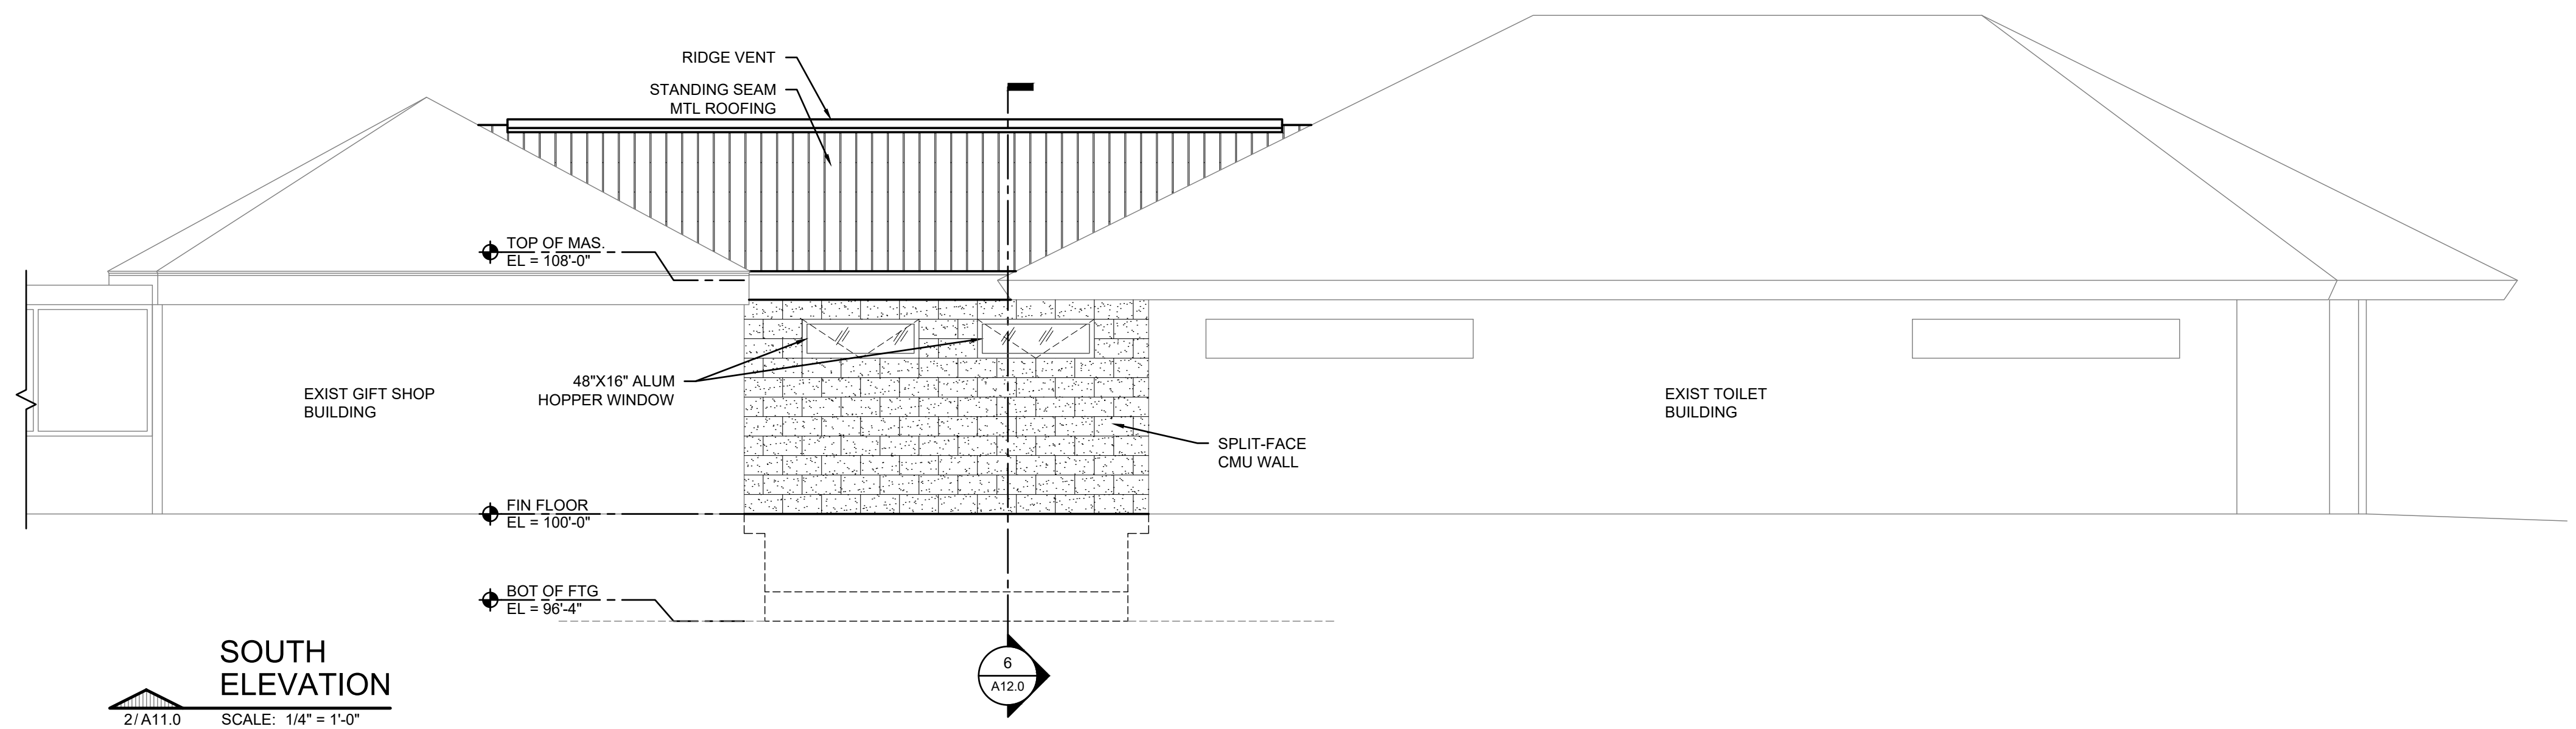 RIDGE VENT
STANDING SEAM
MTL ROOFING
TOP OF MAS.
EL = 108'-0"
48"X16" ALUM
HOPPER WINDOW
EXIST GIFT SHOP
BUILDING
EXIST TOILET
BUILDING
SPLIT-FACE
CMU WALL
FIN FLOOR
EL = 100'-0"
BOT OF FTG
EL = 96'-4"
6
A12.0
SOUTH
ELEVATION
2/A11.0 SCALE: 1/4" = 1'-0"